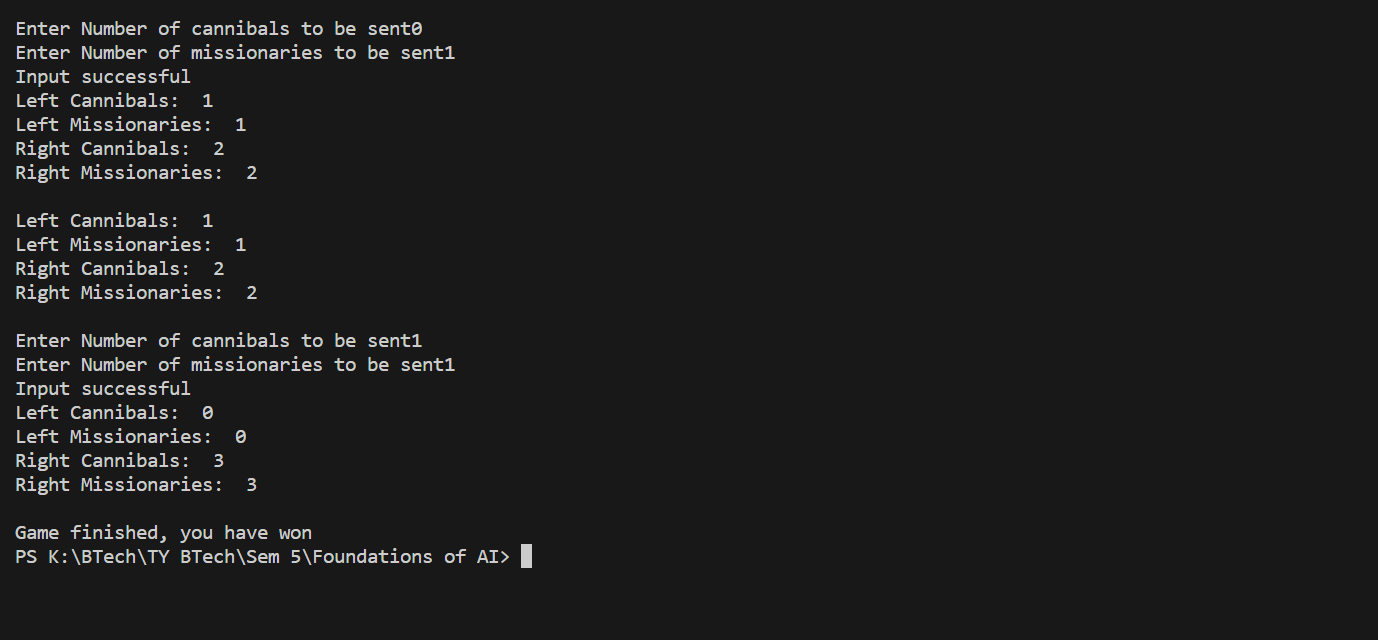 Enter Number of cannibals to be sent0
Enter Number of missionaries to be sent1
Input successful
Left Cannibals:  1
Left Missionaries:  1
Right Cannibals:  2
Right Missionaries:  2

Left Cannibals:  1
Left Missionaries:  1
Right Cannibals:  2
Right Missionaries:  2

Enter Number of cannibals to be sent1
Enter Number of missionaries to be sent1
Input successful
Left Cannibals:  0
Left Missionaries:  0
Right Cannibals:  3
Right Missionaries:  3

Game finished, you have won
PS K:\BTech\TY BTech\Sem 5\Foundations of AI>